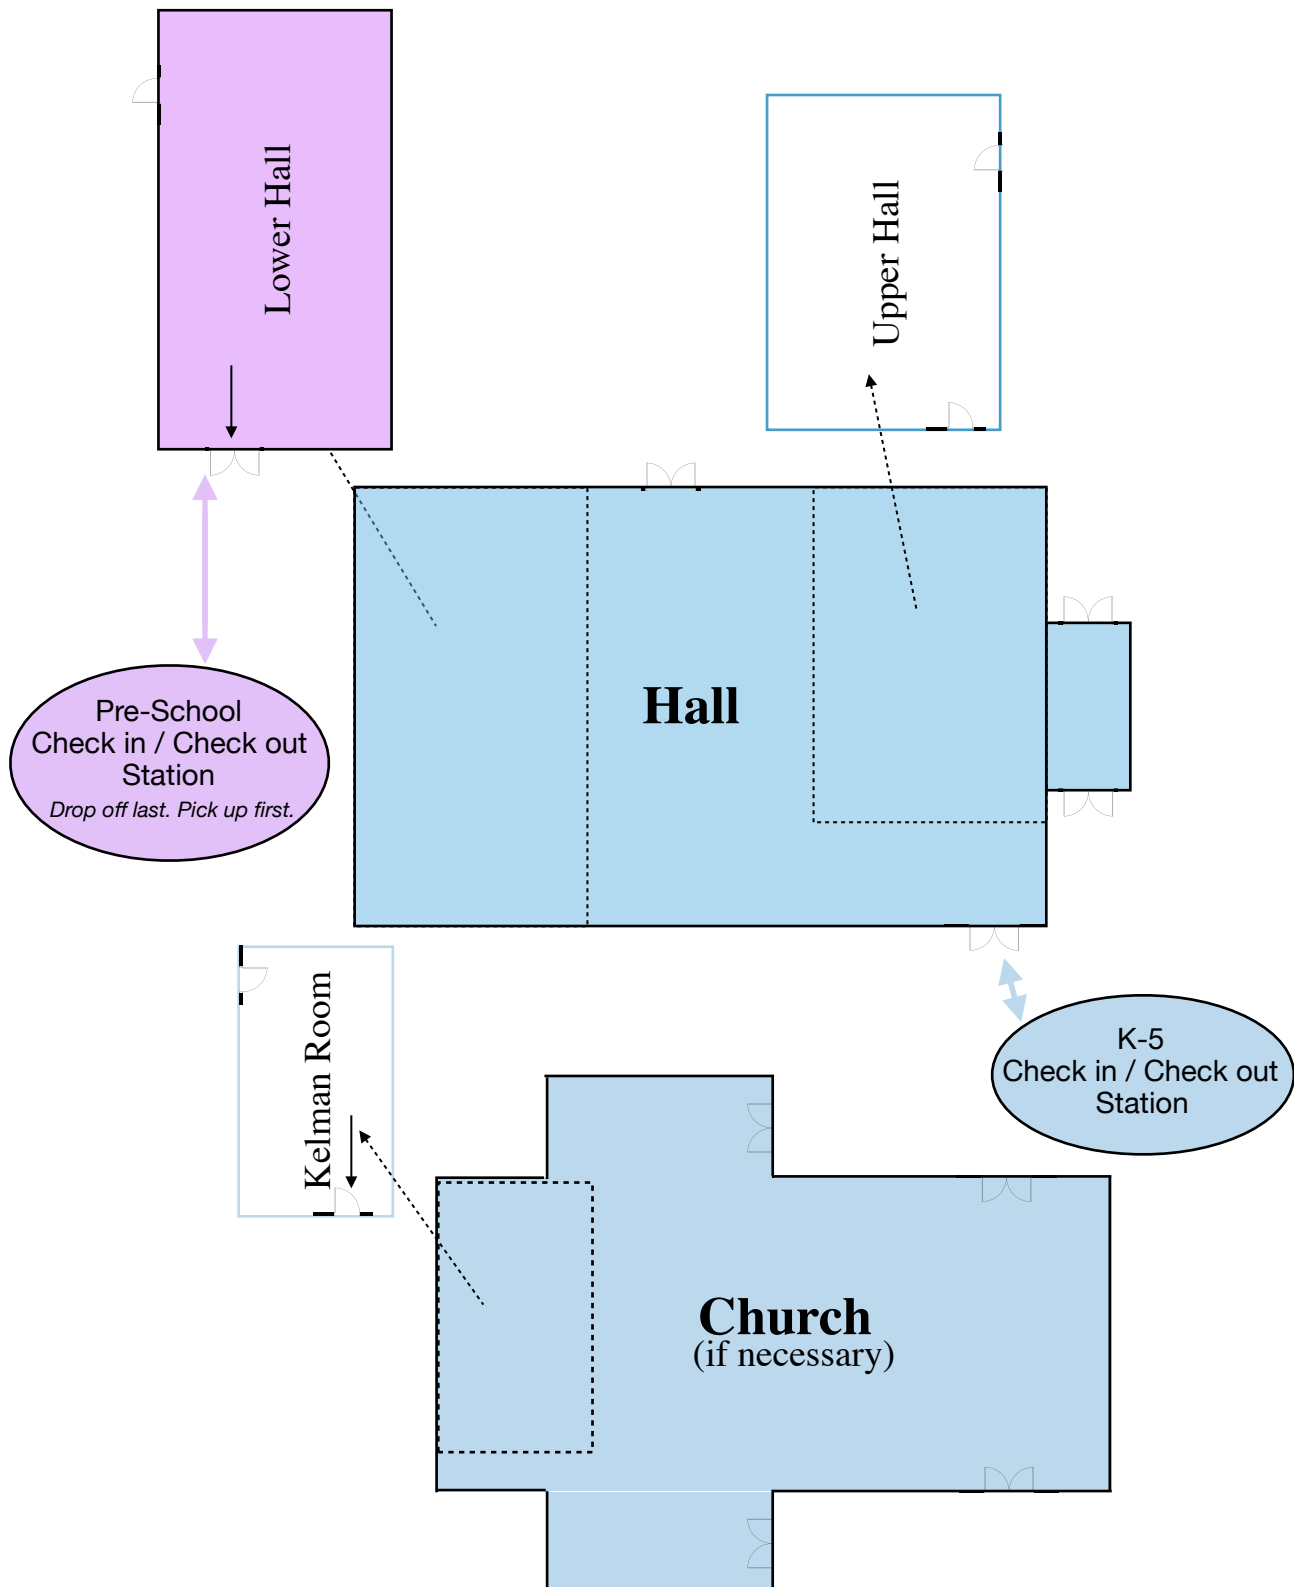 Lower Hall
Upper Hall
Hall
Pre-School
Check in / Check out
Station
Drop off last. Pick up first.
Kelman Room
K-5
Check in / Check out
Station
Church
(if necessary)